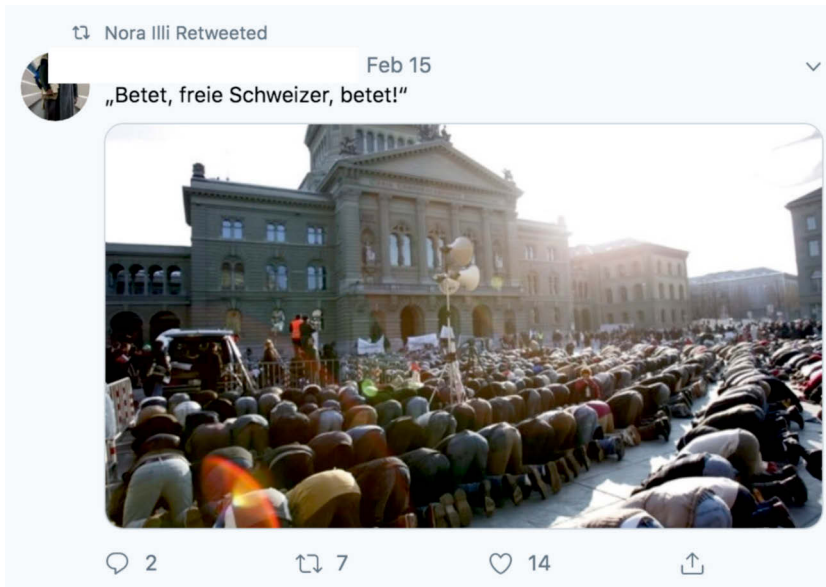 Nora Illi Retweeted
Feb 15
„Betet, freie Schweizer, betet!“
2
7
14